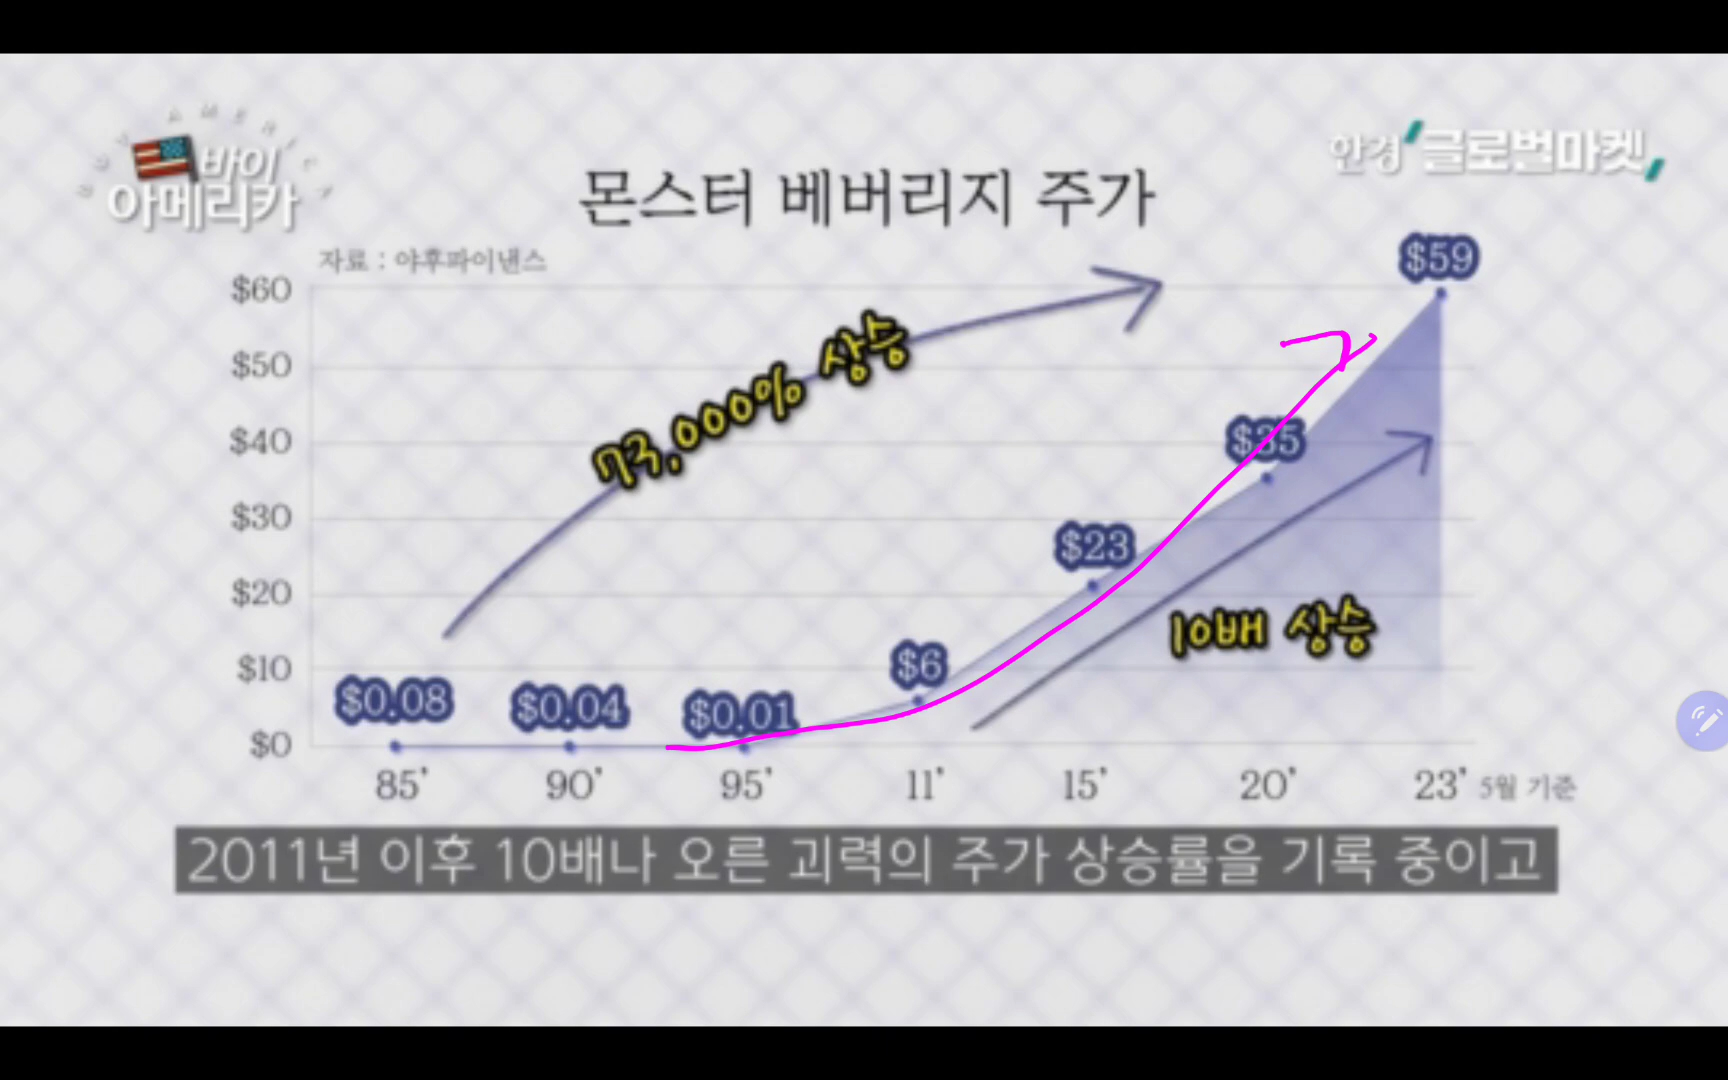 BUY AMERICA
바이
아메리카
한경 글로벌마켓
몬스터 베버리지 주가
자료 : 야후파이낸스
$60
$50
$40
$30
$20
$10
$0
$0.08
$0.04
$0.01
$6
$23
$35
$59
73,000% 상승
10배 상승
85’ 90’ 95’ 11’ 15’ 20’ 23’ 5월 기준
2011년 이후 10배나 오른 괴력의 주가 상승률을 기록 중이고